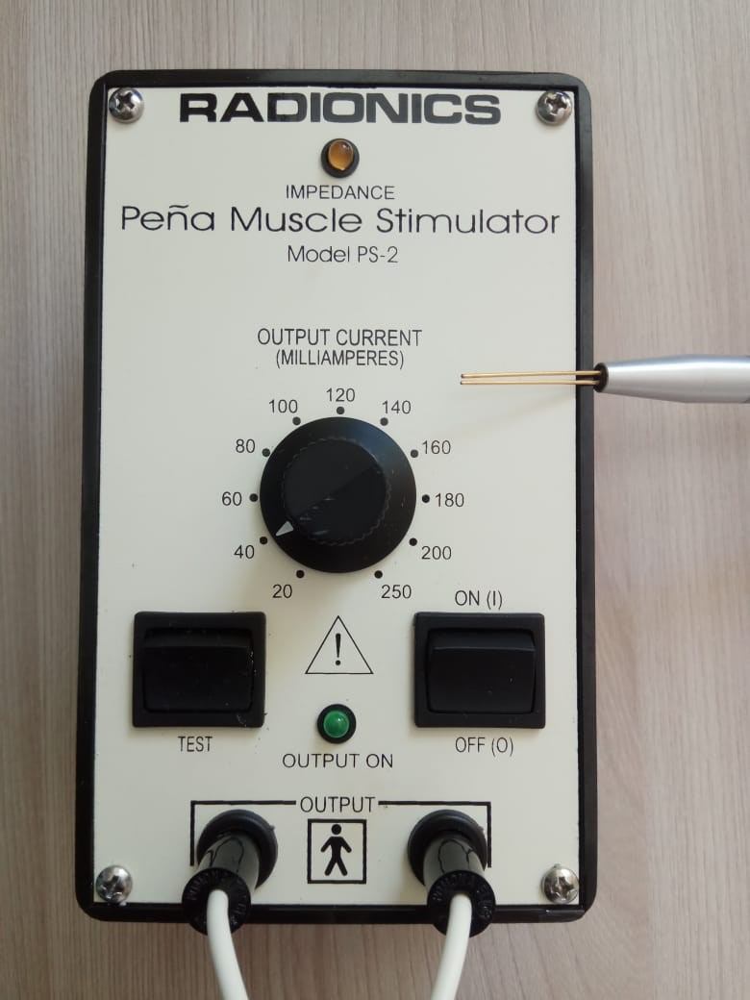 RADIONICS
IMPEDANCE
Peña Muscle Stimulator
Model PS-2
OUTPUT CURRENT
(MILLIAMPERES)
120
100 140
80 160
60 180
40 200
20 250
ON (I)
!
TEST OFF (O)
OUTPUT ON
OUTPUT